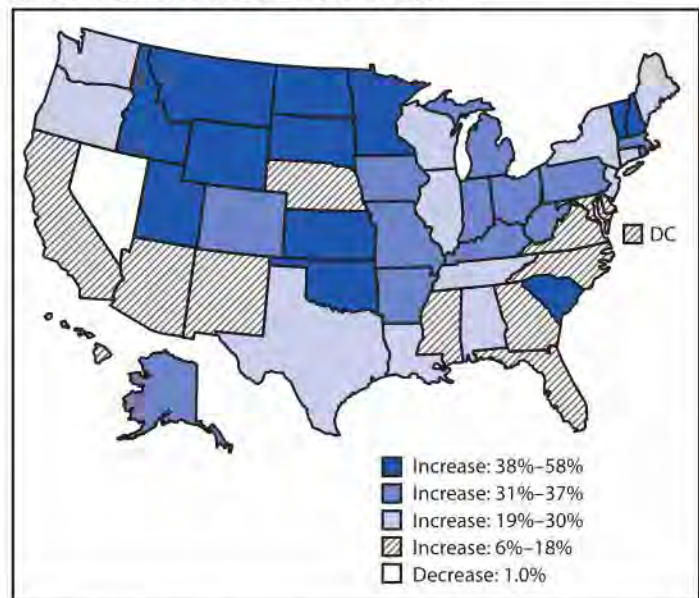 DC
Increase: 38%–58%
Increase: 31%–37%
Increase: 19%–30%
Increase: 6%–18%
Decrease: 1.0%